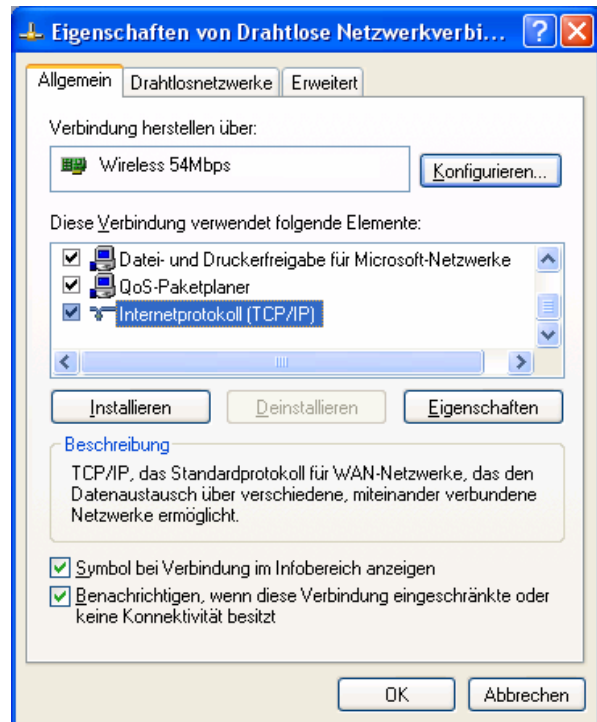 Eigenschaften von Drahtlose Netzwerkverbi...
Allgemein
Drahtlosnetzwerke
Erweitert
Verbindung herstellen über:
Wireless 54Mbps
Konfigurieren...
Diese Verbindung verwendet folgende Elemente:
Datei- und Druckerfreigabe für Microsoft-Netzwerke
QoS-Paketplaner
Internetprotokoll (TCP/IP)
Installieren
Deinstallieren
Eigenschaften
Beschreibung
TCP/IP, das Standardprotokoll für WAN-Netzwerke, das den
Datenaustausch über verschiedene, miteinander verbundene
Netzwerke ermöglicht.
Symbol bei Verbindung im Infobereich anzeigen
Benachrichtigen, wenn diese Verbindung eingeschränkte oder
keine Konnektivität besitzt
OK
Abbrechen